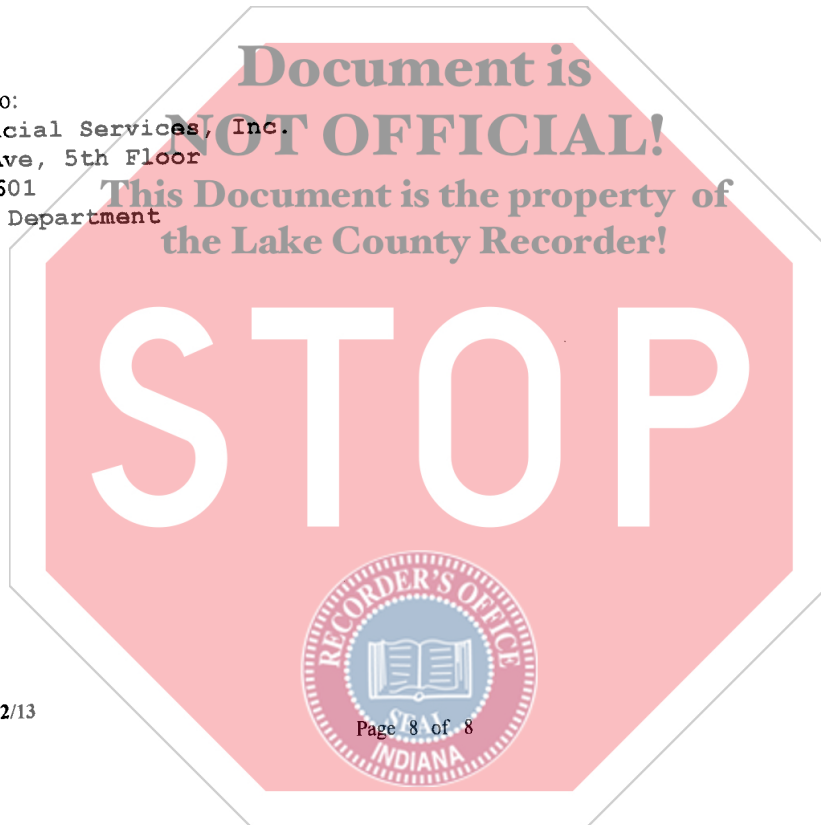 Document is
o:
cial Services, Inc.
NOT OFFICIAL!
ve, 5th Floor
601
This Document is the property of
Department
the Lake County Recorder!
STOP
RECORDER'S OFFICE
SEAL
INDIANA
2/13
Page 8 of 8